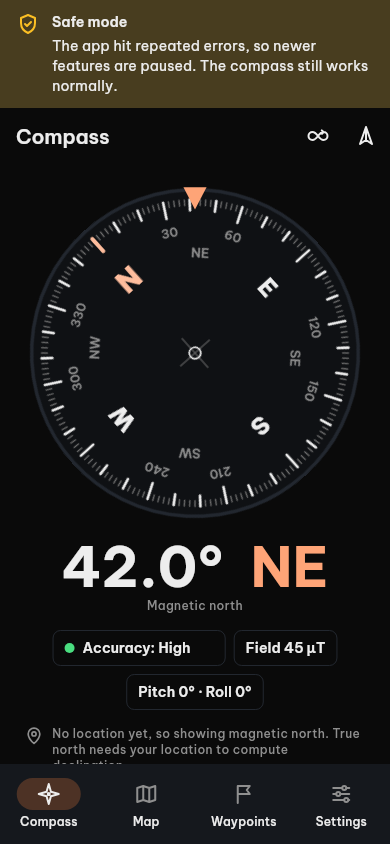 Safe mode
The app hit repeated errors, so newer
features are paused. The compass still works
normally.
Compass
30
NE
60
N
E
330
120
NW
SE
300
150
W
S
SW
240
210
42.0° NE
Magnetic north
Accuracy: High
Field 45 µT
Pitch 0° · Roll 0°
No location yet, so showing magnetic north. True
north needs your location to compute
declination.
Compass
Map
Waypoints
Settings